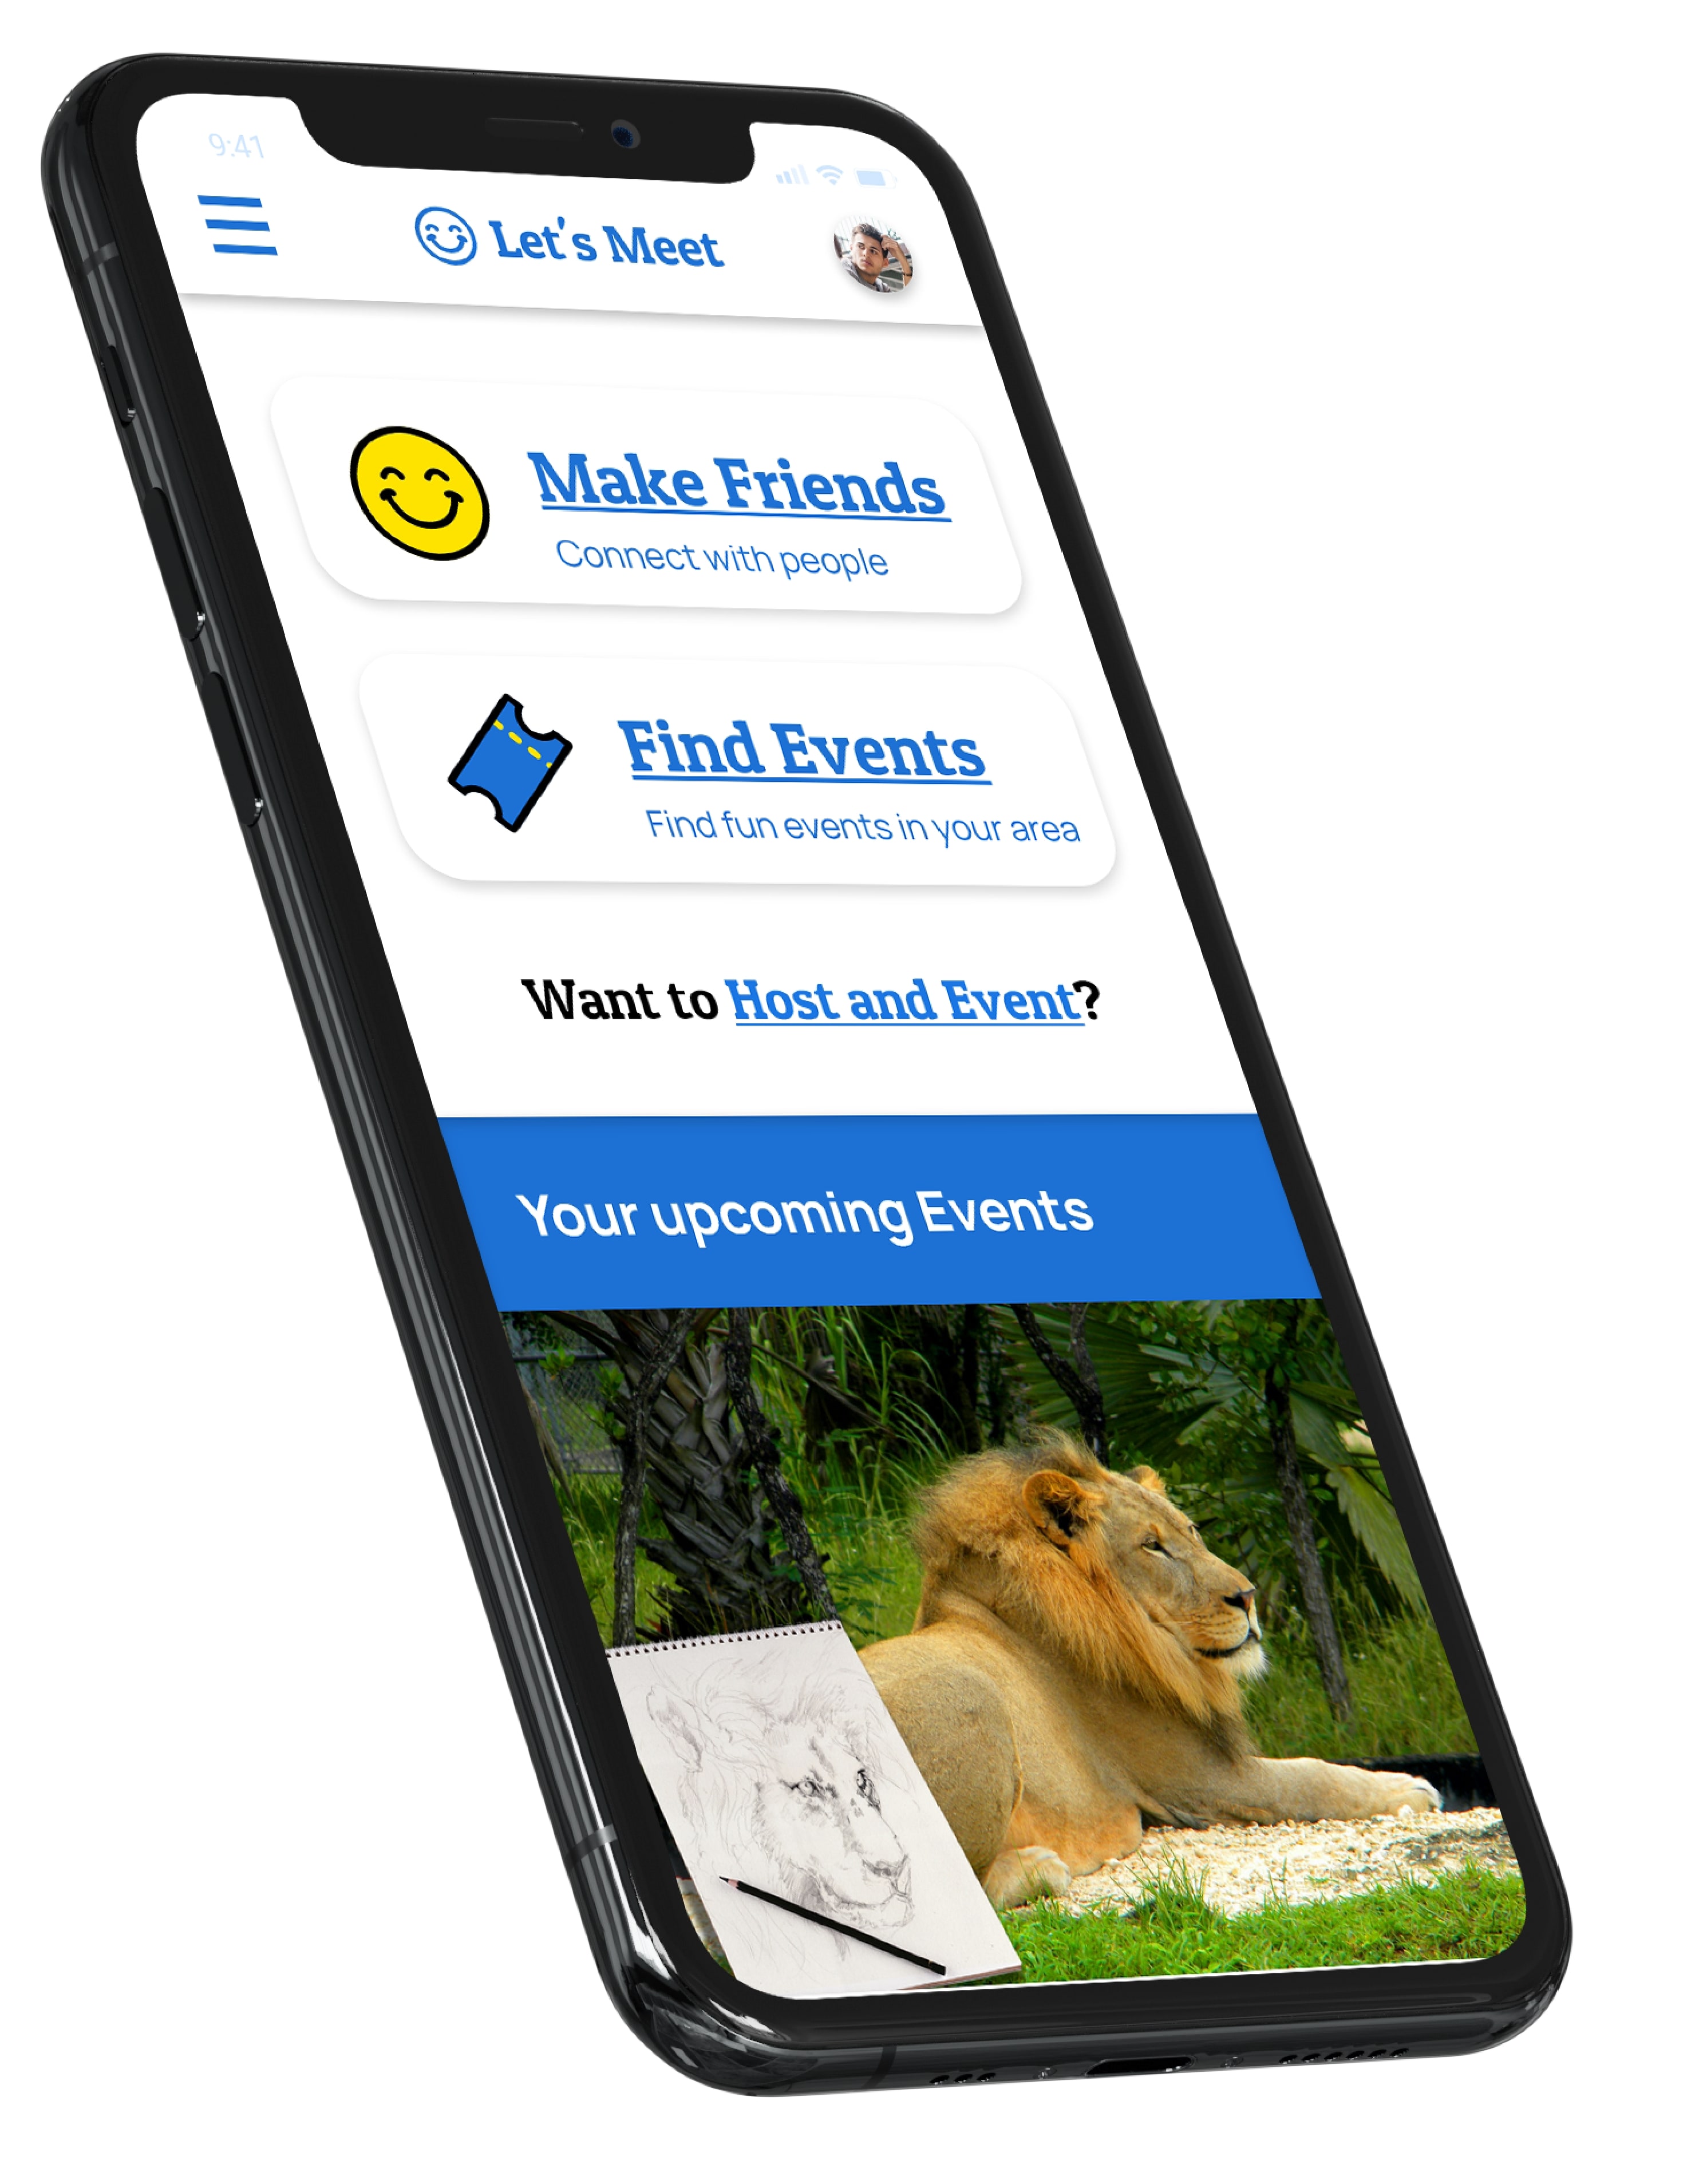 9:41
Let's Meet
Make Friends
Connect with people
Find Events
Find fun events in your area
Want to Host and Event?
Your upcoming Events